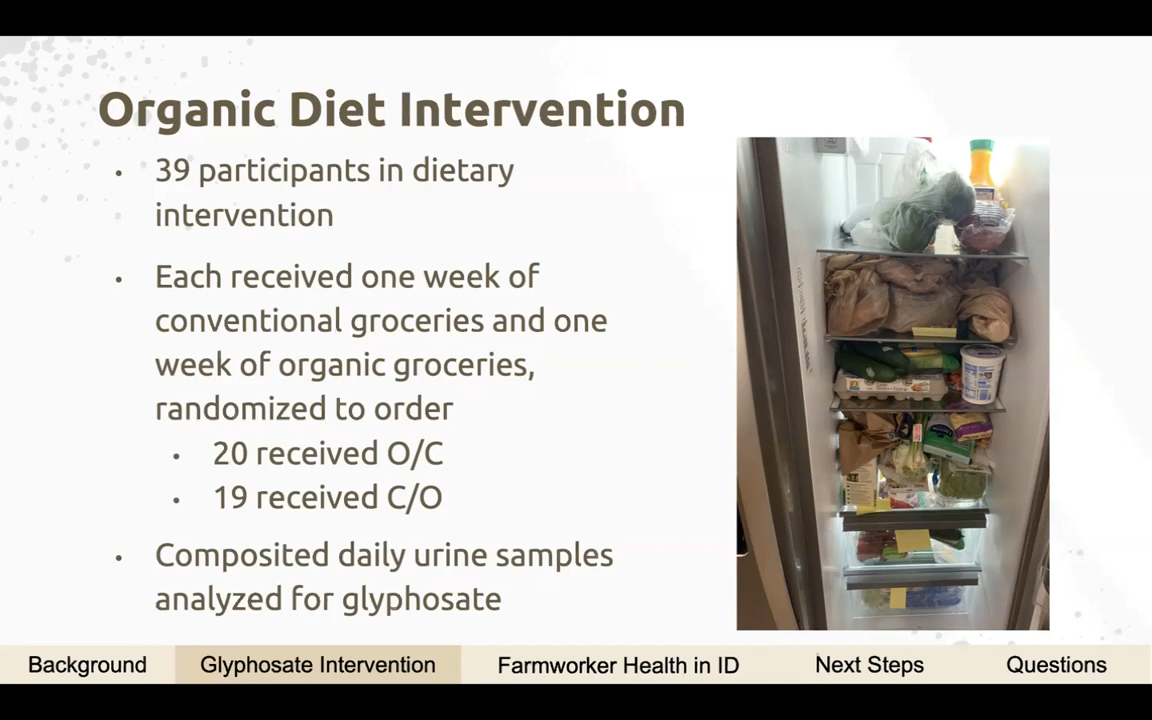 Organic Diet Intervention
• 39 participants in dietary
intervention
• Each received one week of
conventional groceries and one
week of organic groceries,
randomized to order
• 20 received O/C
• 19 received C/O
• Composited daily urine samples
analyzed for glyphosate
Background
Glyphosate Intervention
Farmworker Health in ID
Next Steps
Questions